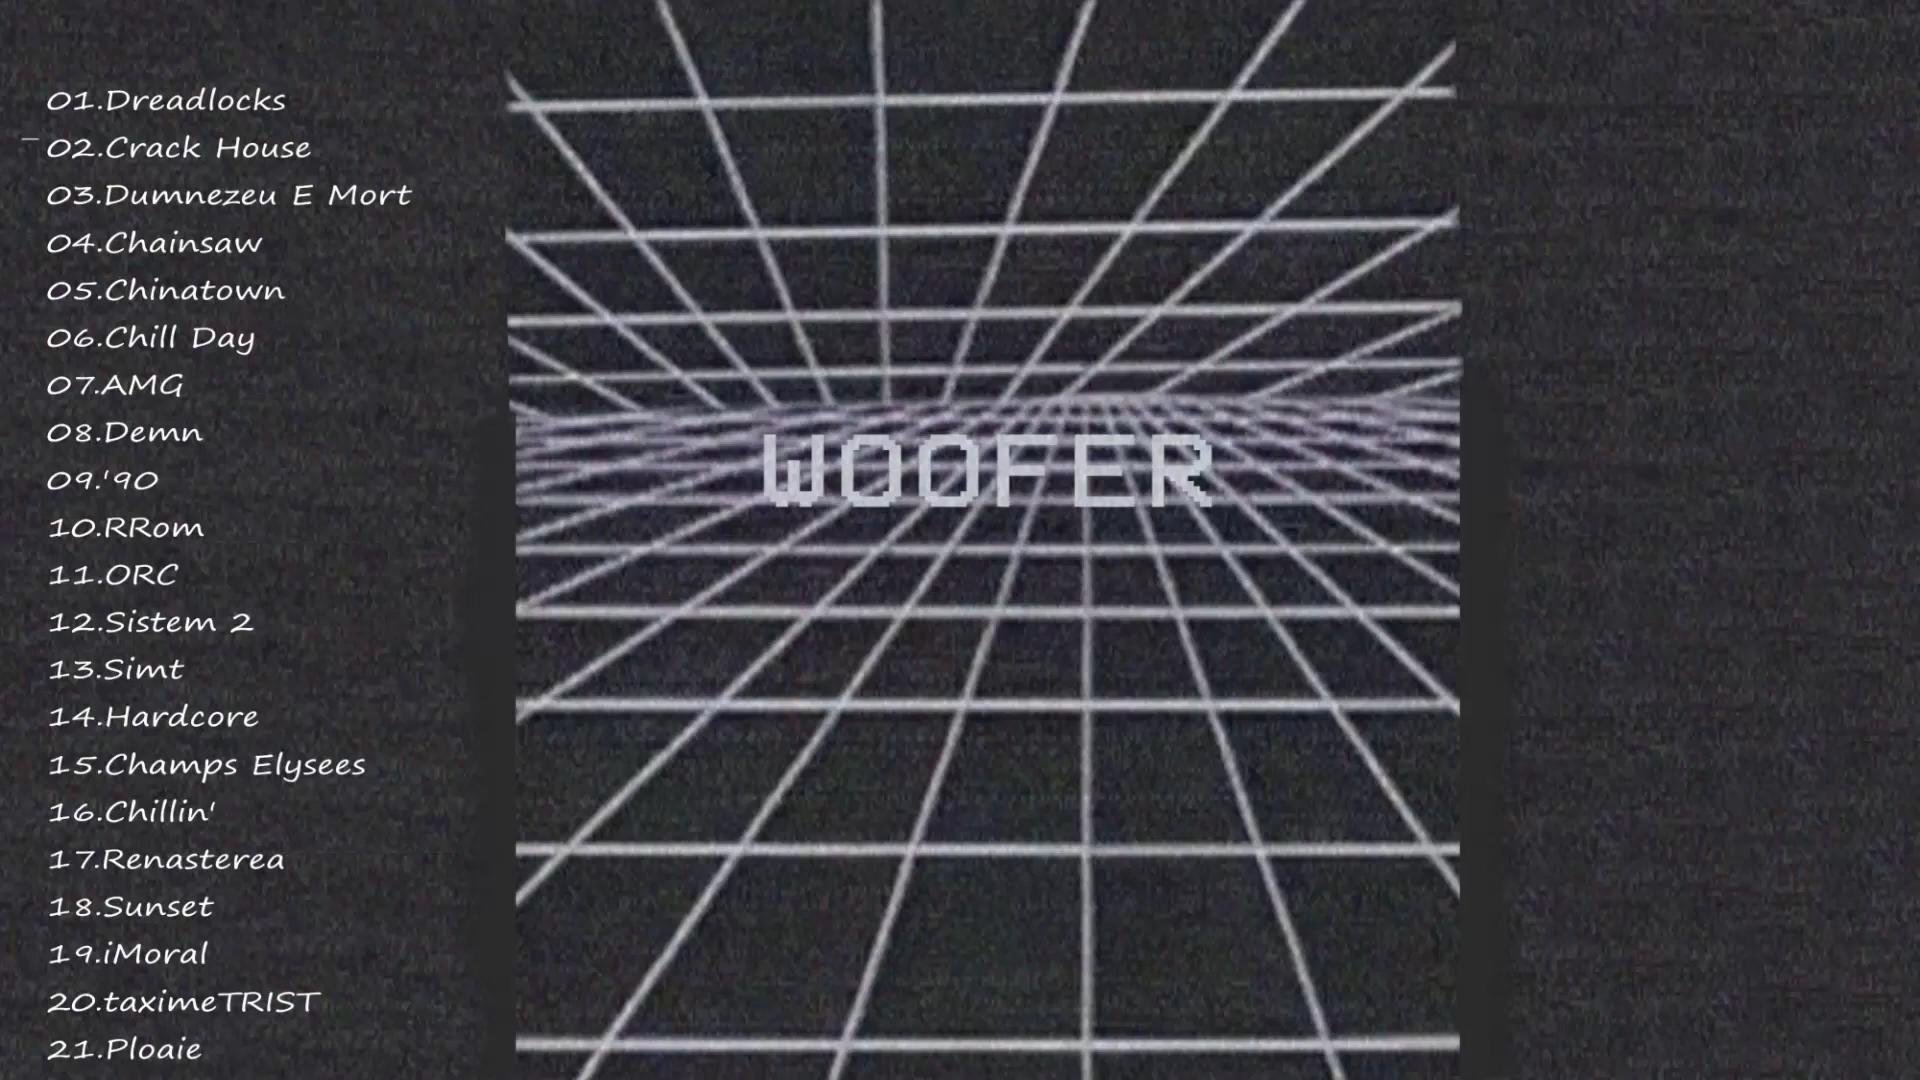 01.Dreadlocks
02.Crack House
03.Dumnezeu E Mort
04.Chainsaw
05.Chinatown
06.Chill Day
07.AMG
08.Demn
09.'90
10.RRom
11.ORC
12.Sistem 2
13.Simt
14.Hardcore
15.Champs Elysees
16.Chillin'
17.Renasterea
18.Sunset
19.iMoral
20.taximeTRIST
21.Ploaie
WOOFER